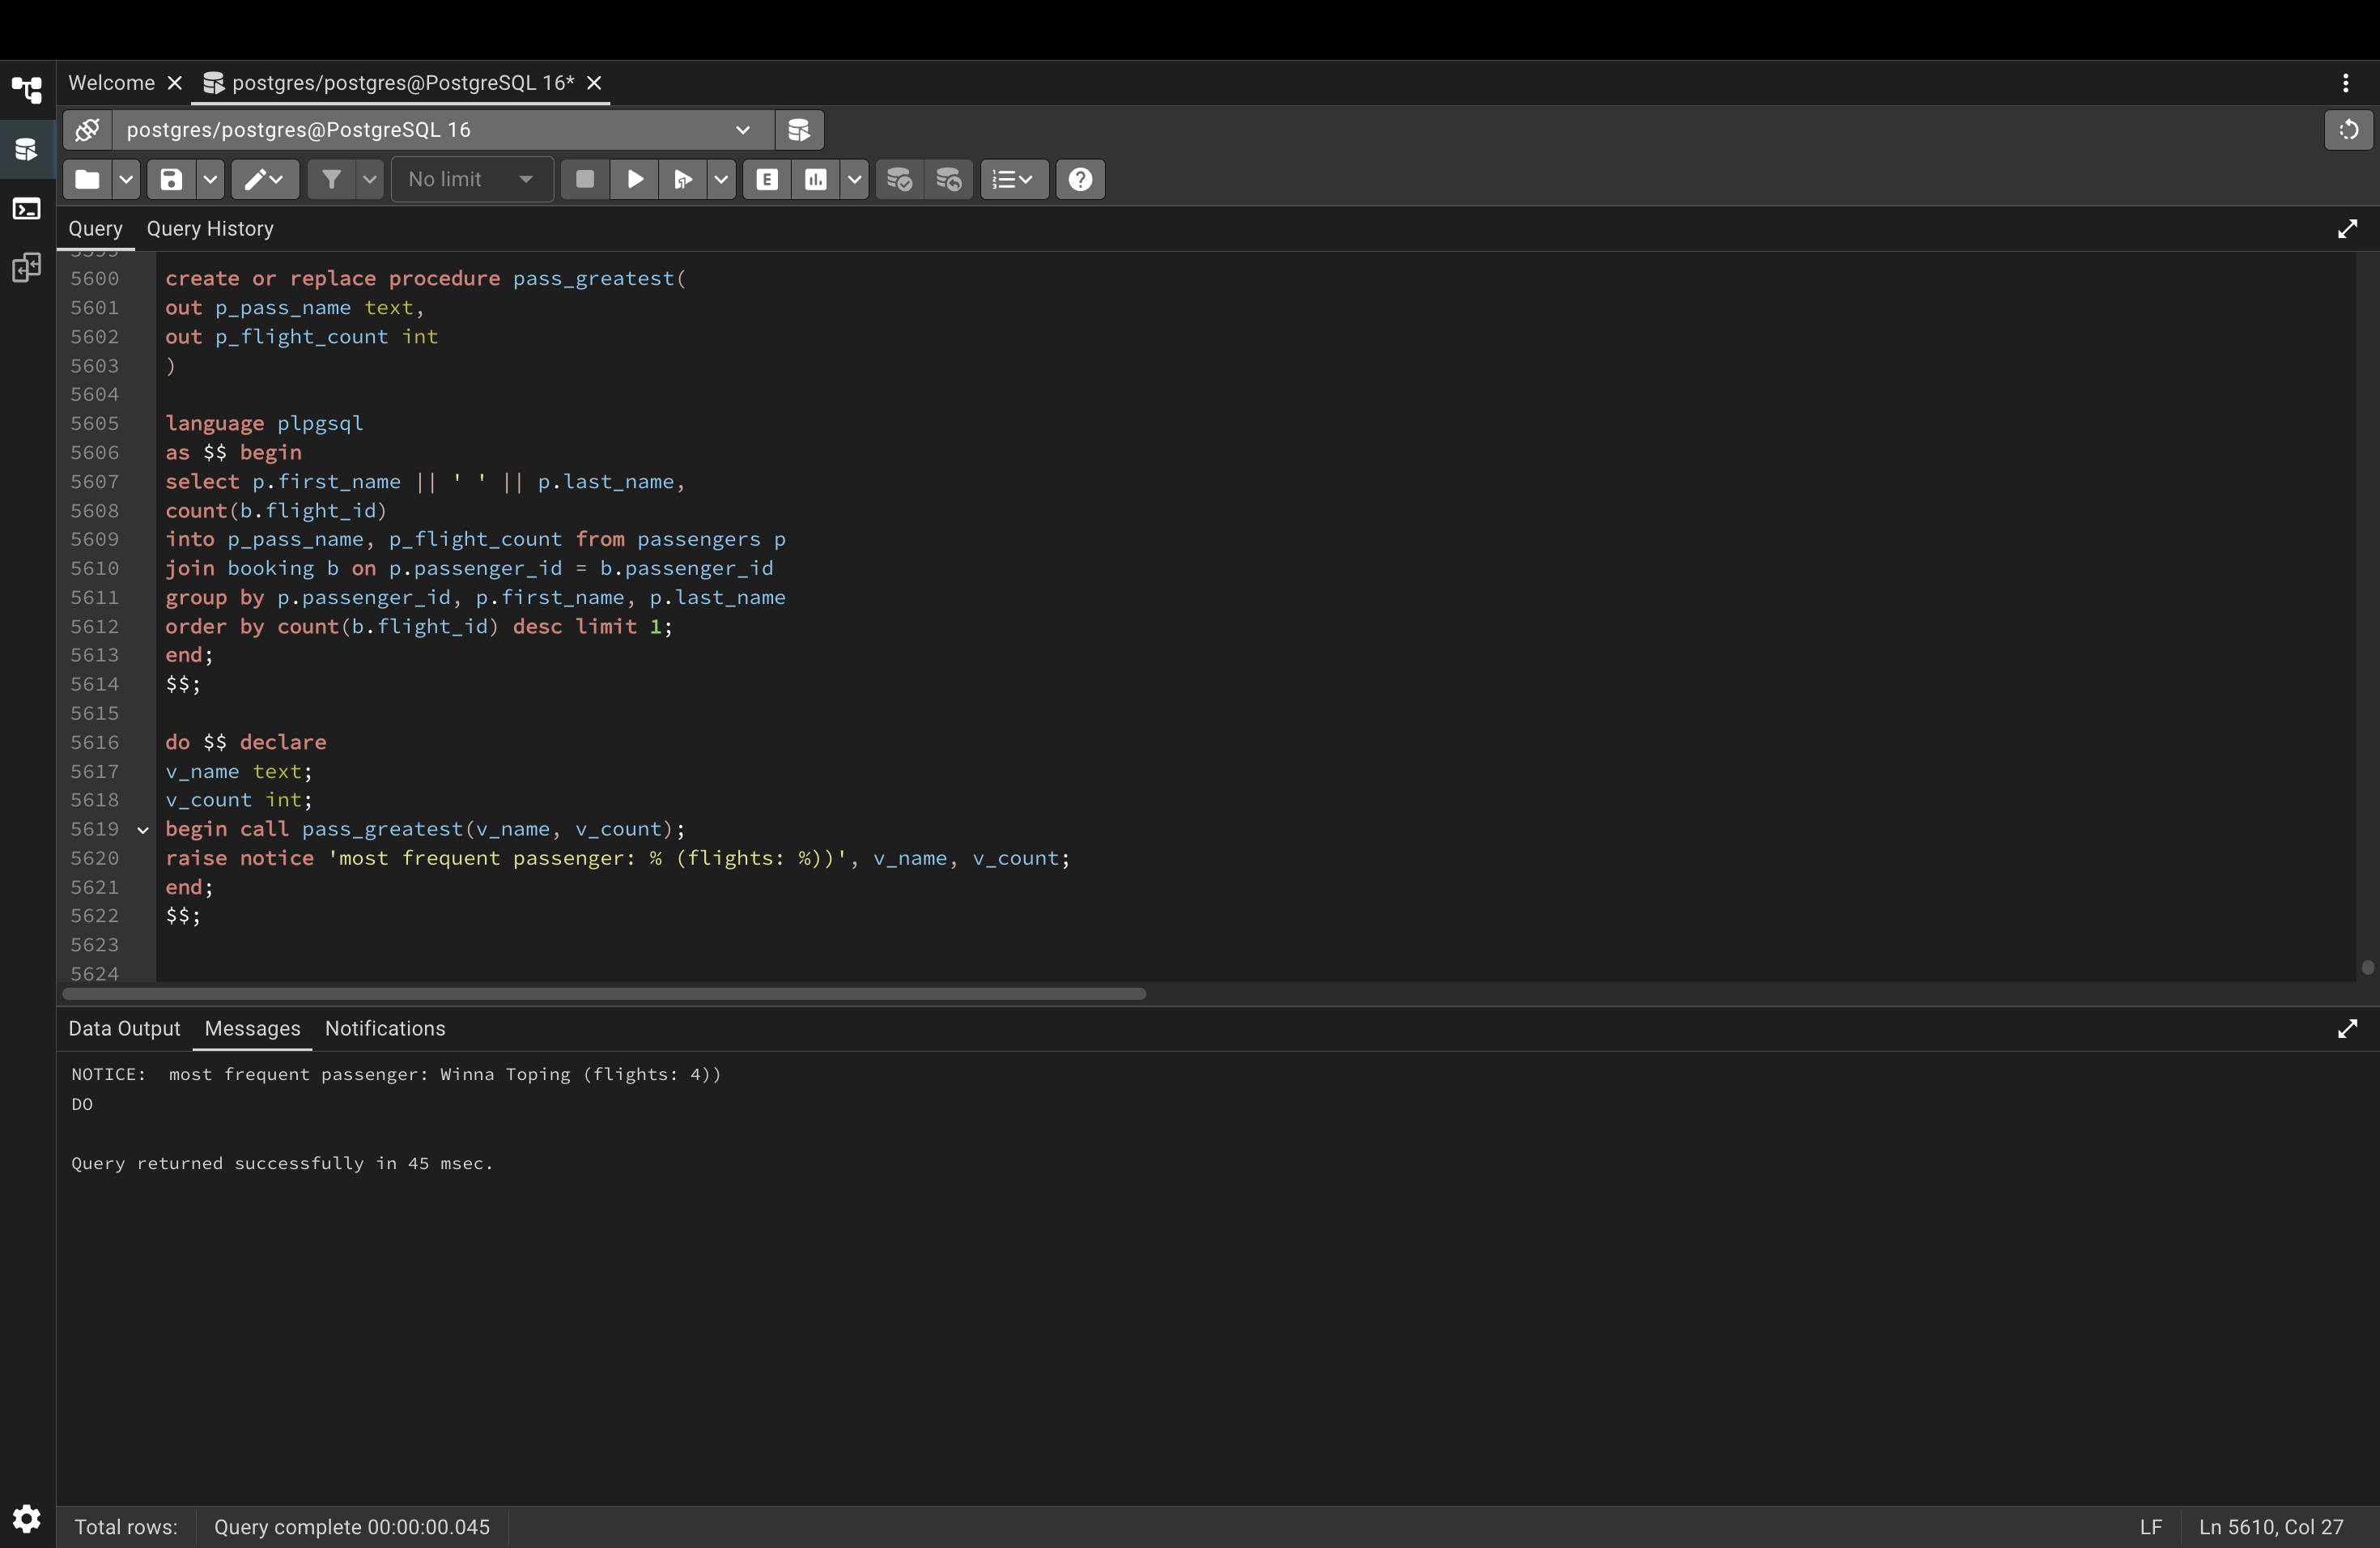 Welcome
postgres/postgres@PostgreSQL 16*
postgres/postgres@PostgreSQL 16
No limit
E
Query Query History
5600 create or replace procedure pass_greatest(
5601 out p_pass_name text,
5602 out p_flight_count int
5603 )
5604
5605 language plpgsql
5606 as $$ begin
5607 select p.first_name || ' ' || p.last_name,
5608 count(b.flight_id)
5609 into p_pass_name, p_flight_count from passengers p
5610 join booking b on p.passenger_id = b.passenger_id
5611 group by p.passenger_id, p.first_name, p.last_name
5612 order by count(b.flight_id) desc limit 1;
5613 end;
5614 $$;
5615
5616 do $$ declare
5617 v_name text;
5618 v_count int;
5619 begin call pass_greatest(v_name, v_count);
5620 raise notice 'most frequent passenger: % (flights: %))', v_name, v_count;
5621 end;
5622 $$;
5623
5624
Data Output Messages Notifications
NOTICE:  most frequent passenger: Winna Toping (flights: 4))
DO
Query returned successfully in 45 msec.
Total rows: Query complete 00:00:00.045 LF Ln 5610, Col 27